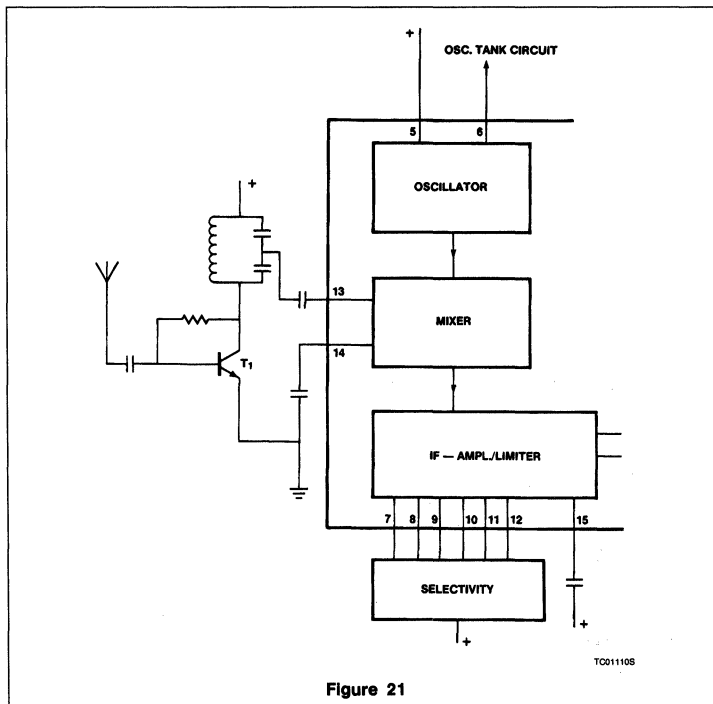 +
OSC. TANK CIRCUIT
5 6
OSCILLATOR
+
13
MIXER
14
T1
IF — AMPL./LIMITER
7 8 9 10 11 12 15
SELECTIVITY
+
+
TC01110S
Figure 21